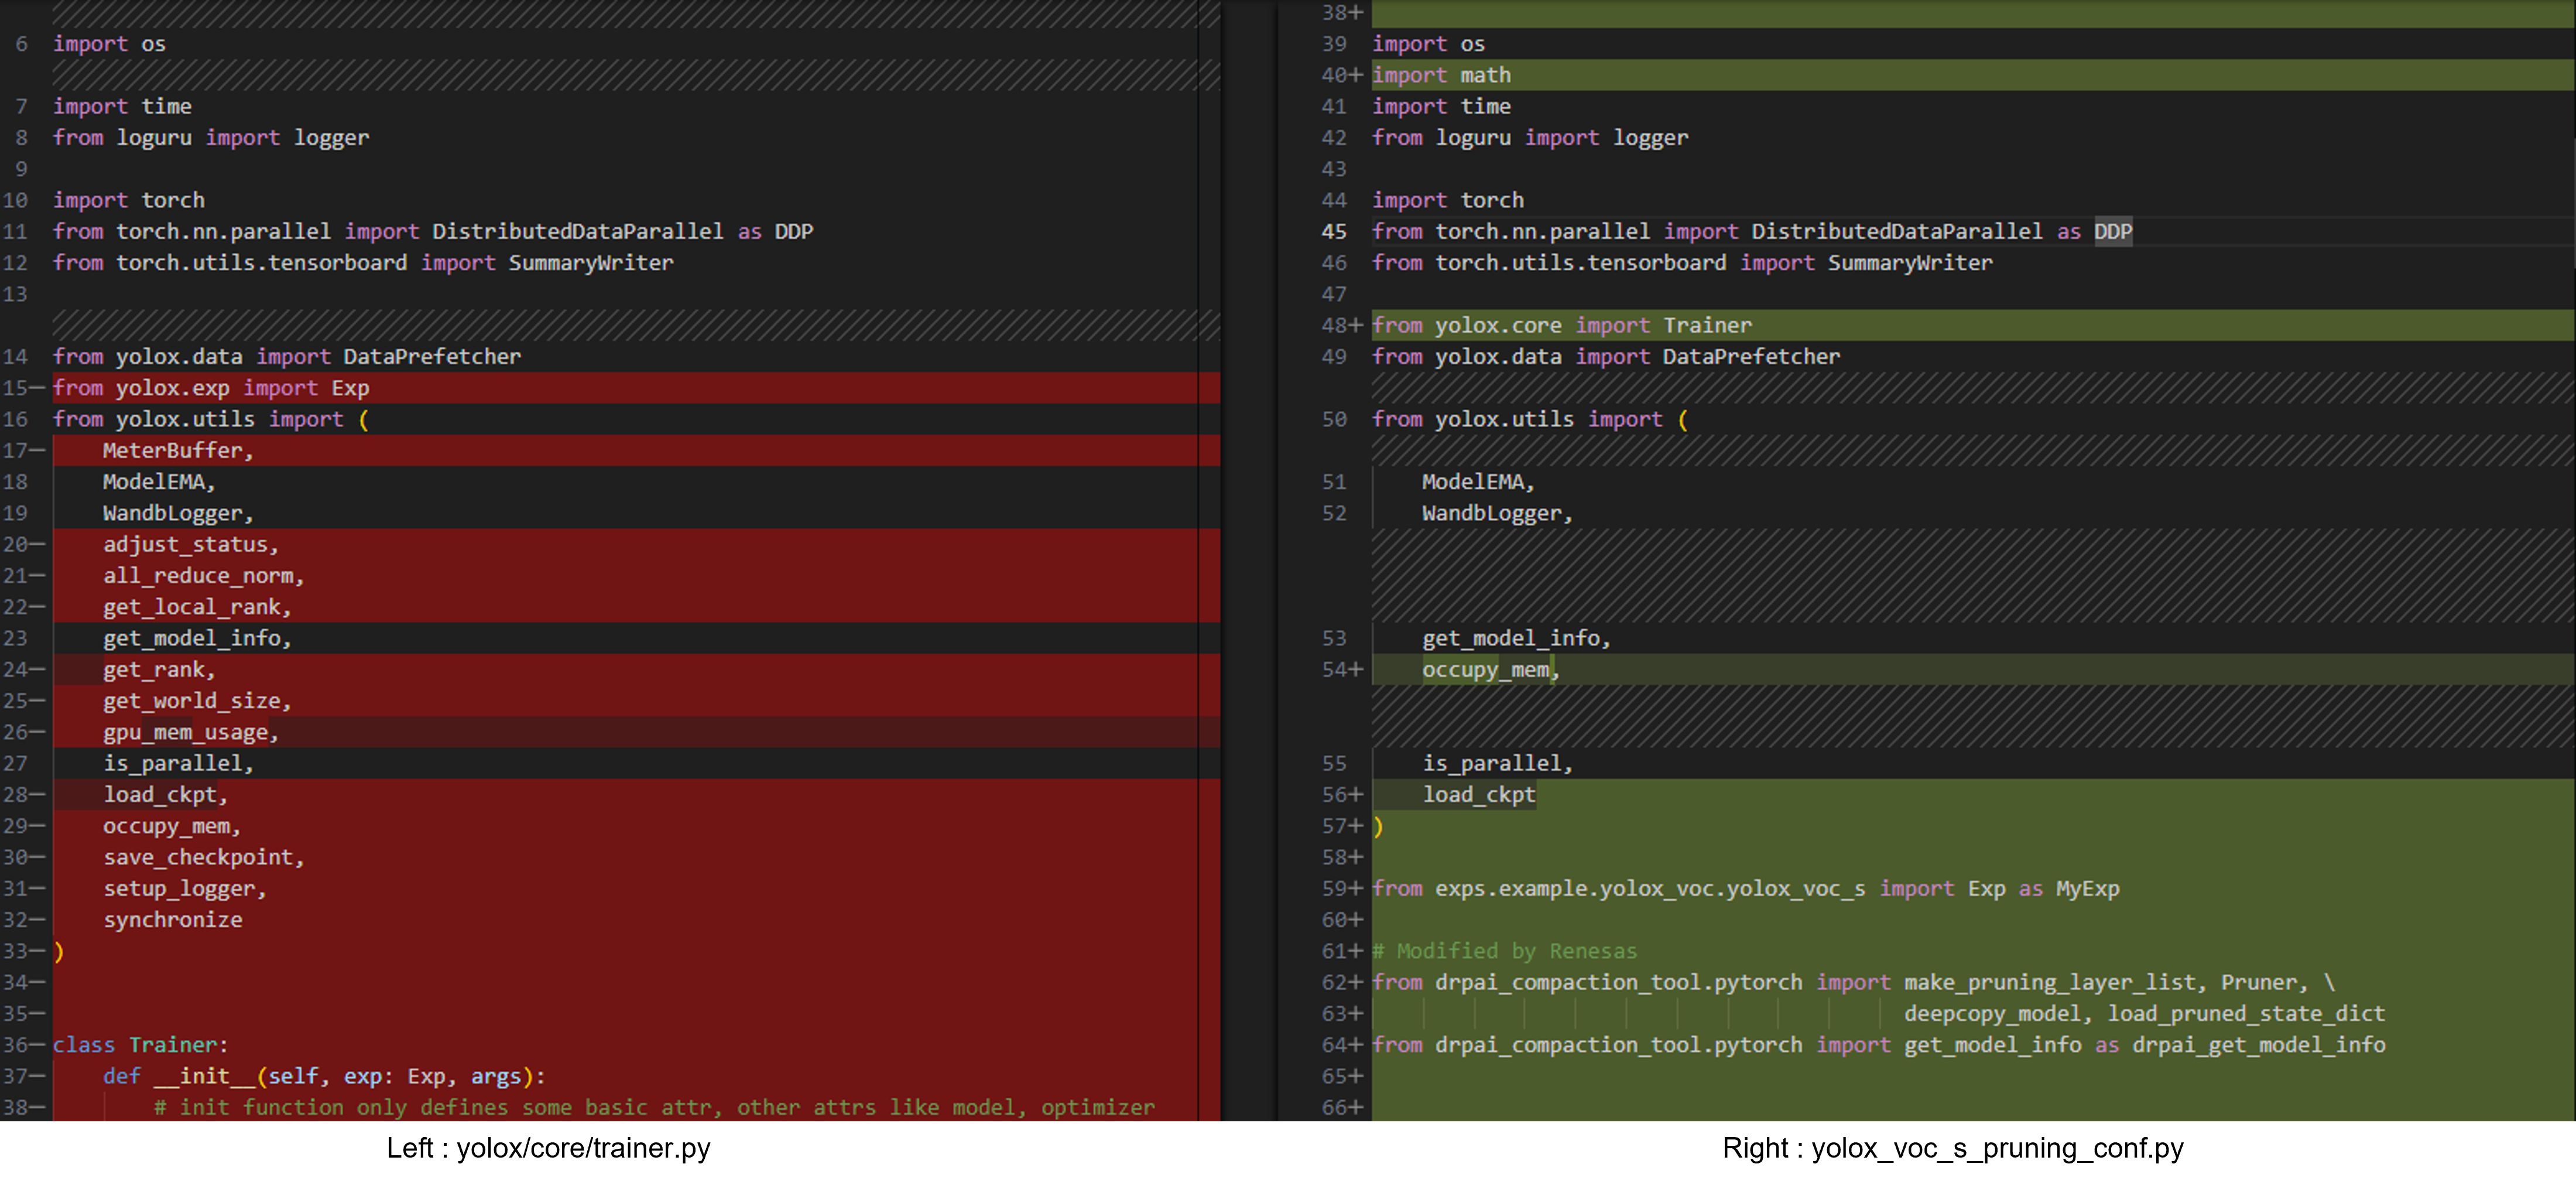 6 import os
7 import time
8 from loguru import logger
9
10 import torch
11 from torch.nn.parallel import DistributedDataParallel as DDP
12 from torch.utils.tensorboard import SummaryWriter
13
14 from yolox.data import DataPrefetcher
15— from yolox.exp import Exp
16 from yolox.utils import (
17— MeterBuffer,
18 ModelEMA,
19 WandbLogger,
20— adjust_status,
21— all_reduce_norm,
22— get_local_rank,
23 get_model_info,
24— get_rank,
25— get_world_size,
26— gpu_mem_usage,
27 is_parallel,
28— load_ckpt,
29— occupy_mem,
30— save_checkpoint,
31— setup_logger,
32— synchronize
33— )
34—
35—
36— class Trainer:
37— def __init__(self, exp: Exp, args):
38— # init function only defines some basic attr, other attrs like model, optimizer
Left : yolox/core/trainer.py
38+
39 import os
40+ import math
41 import time
42 from loguru import logger
43
44 import torch
45 from torch.nn.parallel import DistributedDataParallel as DDP
46 from torch.utils.tensorboard import SummaryWriter
47
48+ from yolox.core import Trainer
49 from yolox.data import DataPrefetcher
50 from yolox.utils import (
51 ModelEMA,
52 WandbLogger,
53 get_model_info,
54+ occupy_mem,
55 is_parallel,
56+ load_ckpt
57+ )
58+
59+ from exps.example.yolox_voc.yolox_voc_s import Exp as MyExp
60+
61+ # Modified by Renesas
62+ from drpai_compaction_tool.pytorch import make_pruning_layer_list, Pruner, \
63+ deepcopy_model, load_pruned_state_dict
64+ from drpai_compaction_tool.pytorch import get_model_info as drpai_get_model_info
65+
66+
Right : yolox_voc_s_pruning_conf.py